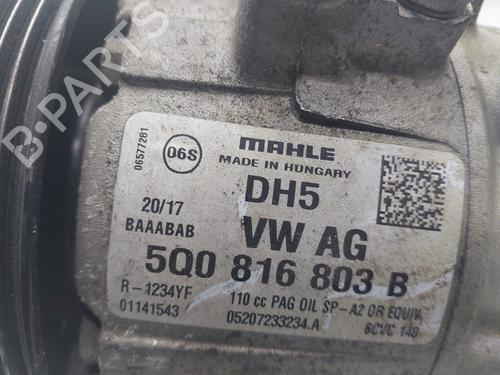 B-PARTS
06577281
06S
MAHLE
MADE IN HUNGARY
DH5
20/17
BAAABAB
VW AG
5Q0 816 803 B
R-1234YF
110 cc PAG OIL SP-A2 OR EQUIV.
01141543
05207233234.A
6CVC 140